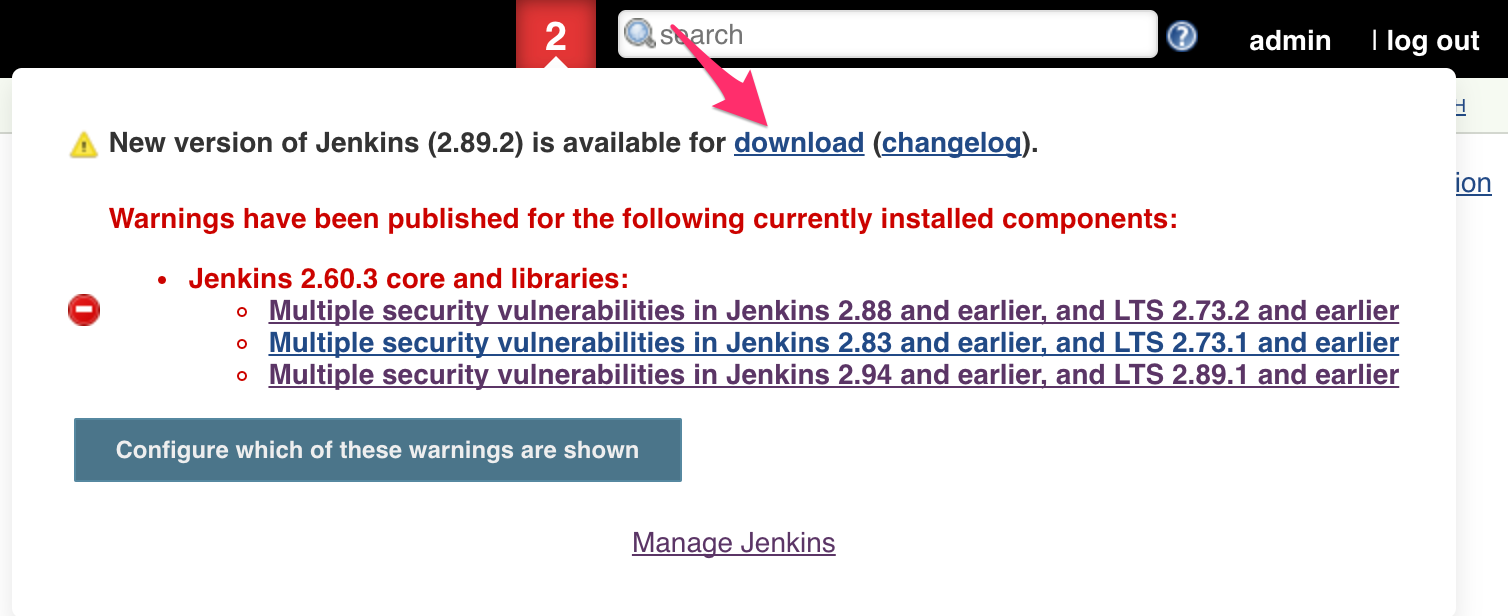 2
search
?
admin | log out
H
New version of Jenkins (2.89.2) is available for download (changelog).
ion
Warnings have been published for the following currently installed components:
Jenkins 2.60.3 core and libraries:
Multiple security vulnerabilities in Jenkins 2.88 and earlier, and LTS 2.73.2 and earlier
Multiple security vulnerabilities in Jenkins 2.83 and earlier, and LTS 2.73.1 and earlier
Multiple security vulnerabilities in Jenkins 2.94 and earlier, and LTS 2.89.1 and earlier
Configure which of these warnings are shown
Manage Jenkins